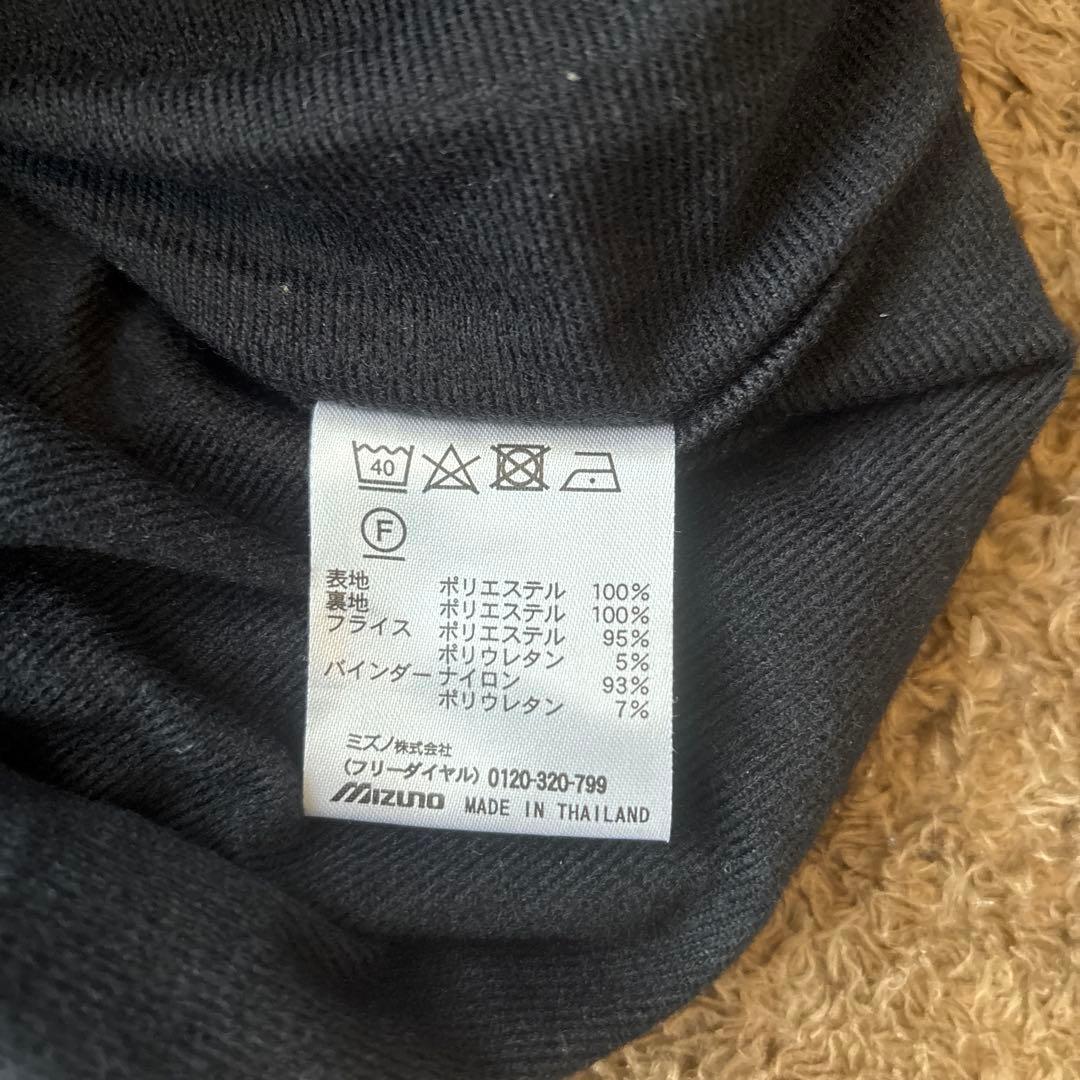 40
F
表地 ポリエステル 100%
裏地 ポリエステル 100%
フライス ポリエステル 95%
ポリウレタン 5%
バインダー ナイロン 93%
ポリウレタン 7%
ミズノ株式会社
(フリーダイヤル) 0120-320-799
MIZUNO MADE IN THAILAND